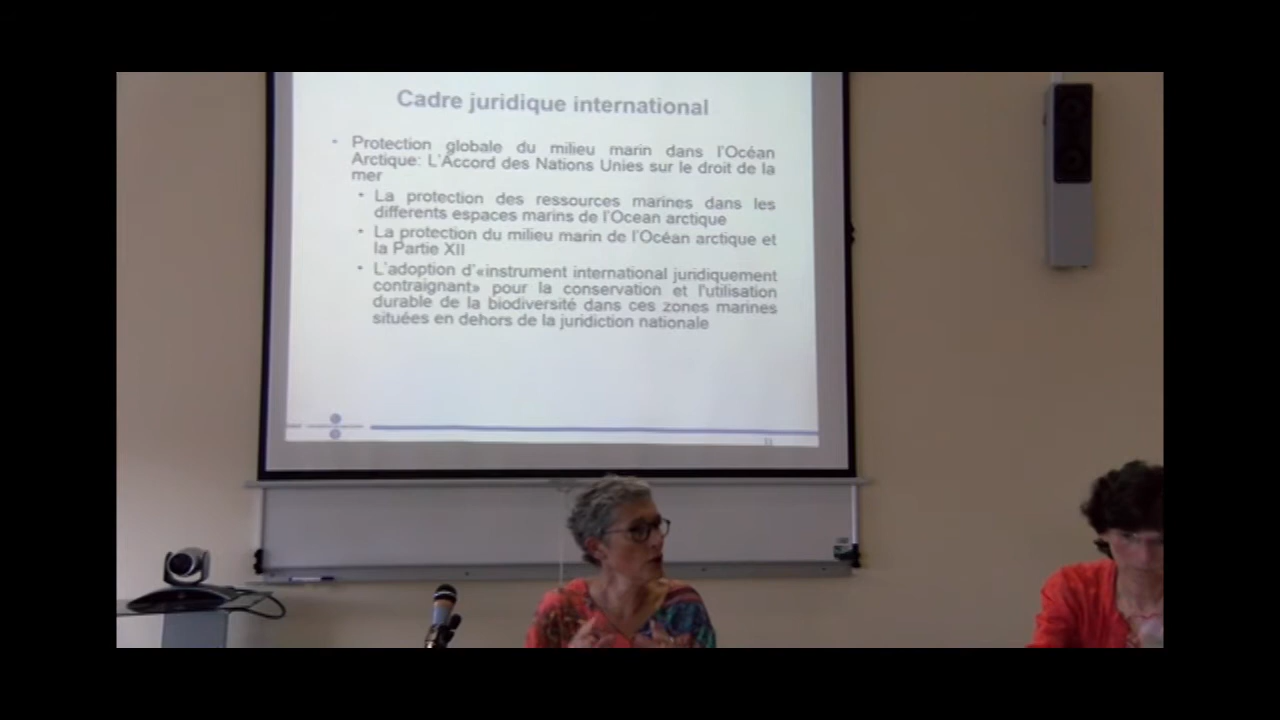 Cadre juridique international
• Protection globale du milieu marin dans l'Océan
Arctique: L'Accord des Nations Unies sur le droit de la
mer
• La protection des ressources marines dans les
differents espaces marins de l'Ocean arctique
• La protection du milieu marin de l'Océan arctique et
la Partie XII
• L'adoption d'«instrument international juridiquement
contraignant» pour la conservation et l'utilisation
durable de la biodiversité dans ces zones marines
situées en dehors de la juridiction nationale